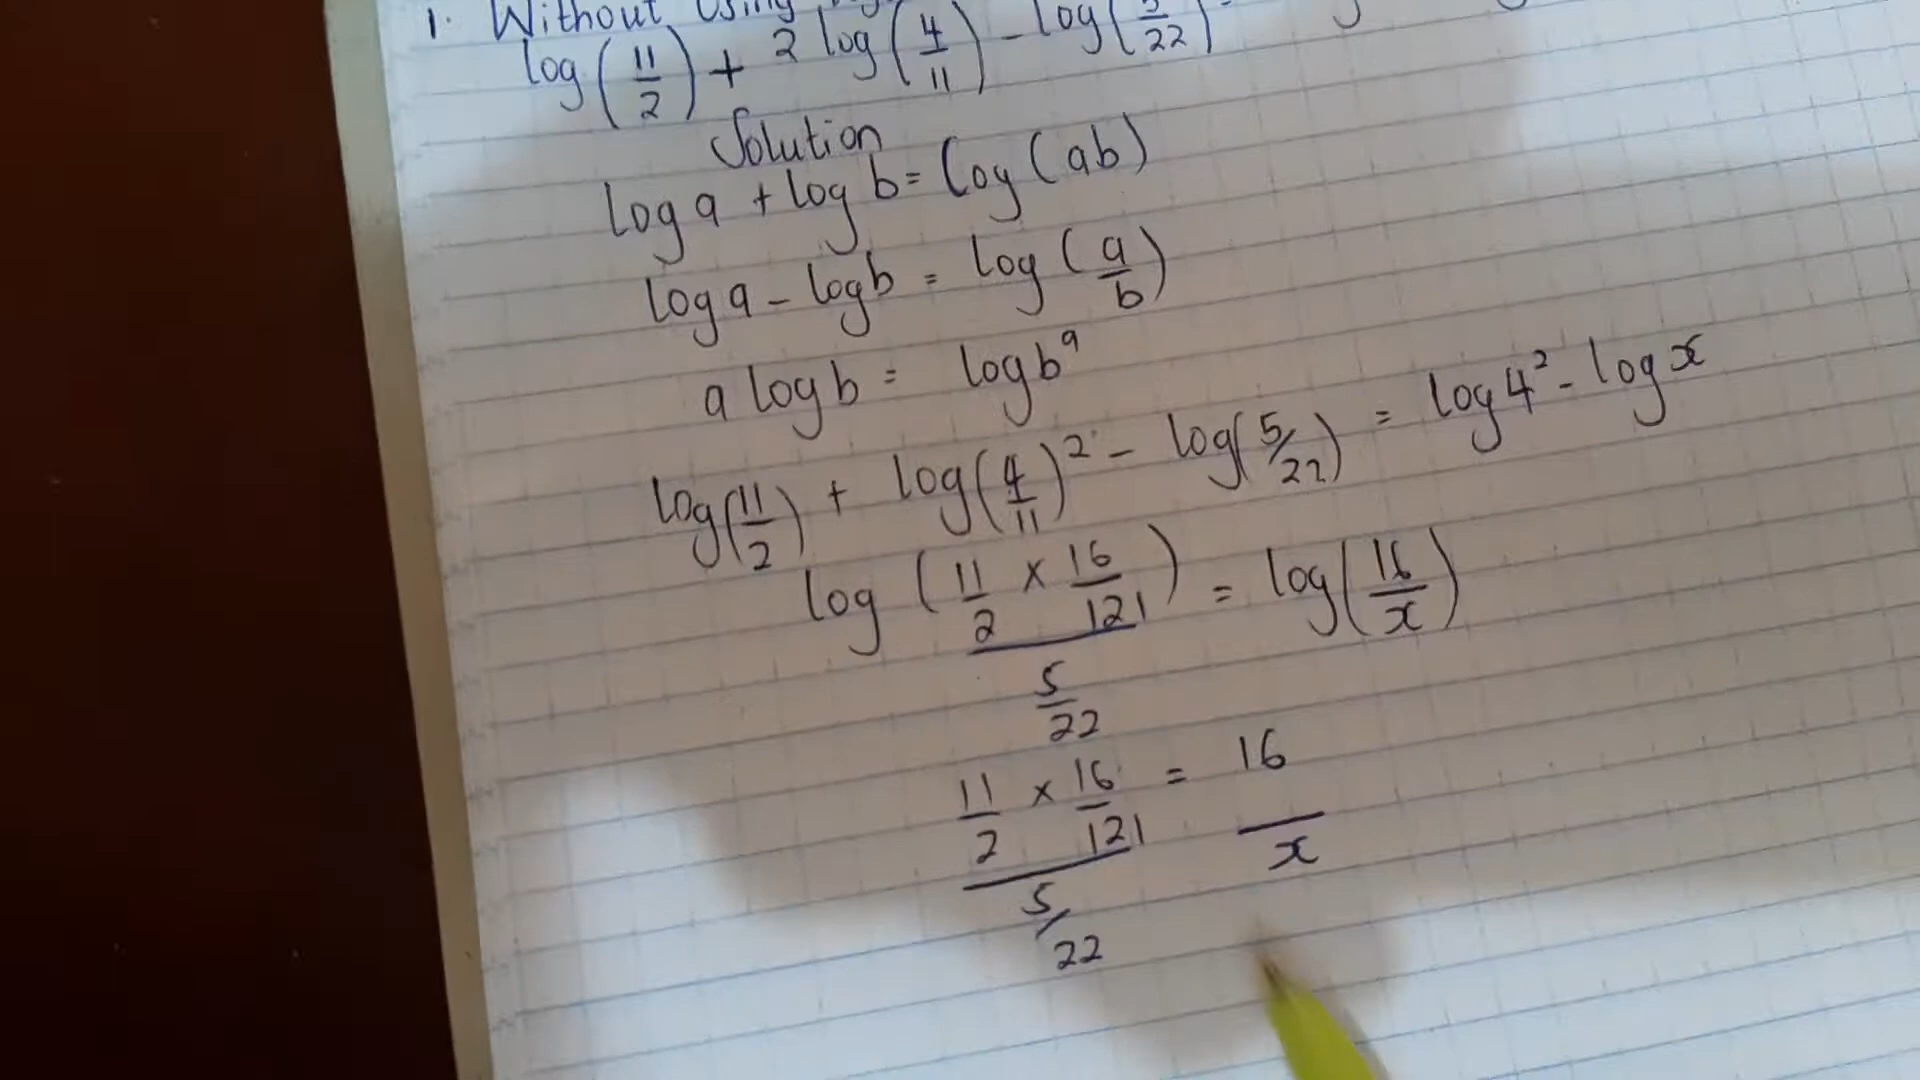 1. Without Using
log(11/2) + 2 log(4/11) - log(5/22)
Solution
log a + log b = log (ab)
log a - log b = log (a/b)
a log b = log b^a
log(11/2) + log(4/11)^2 - log(5/22) = log 4^2 - log x
log (11/2 × 16/121) = log(16/x)
5/22
11/2 × 16/121 = 16/x
5/22